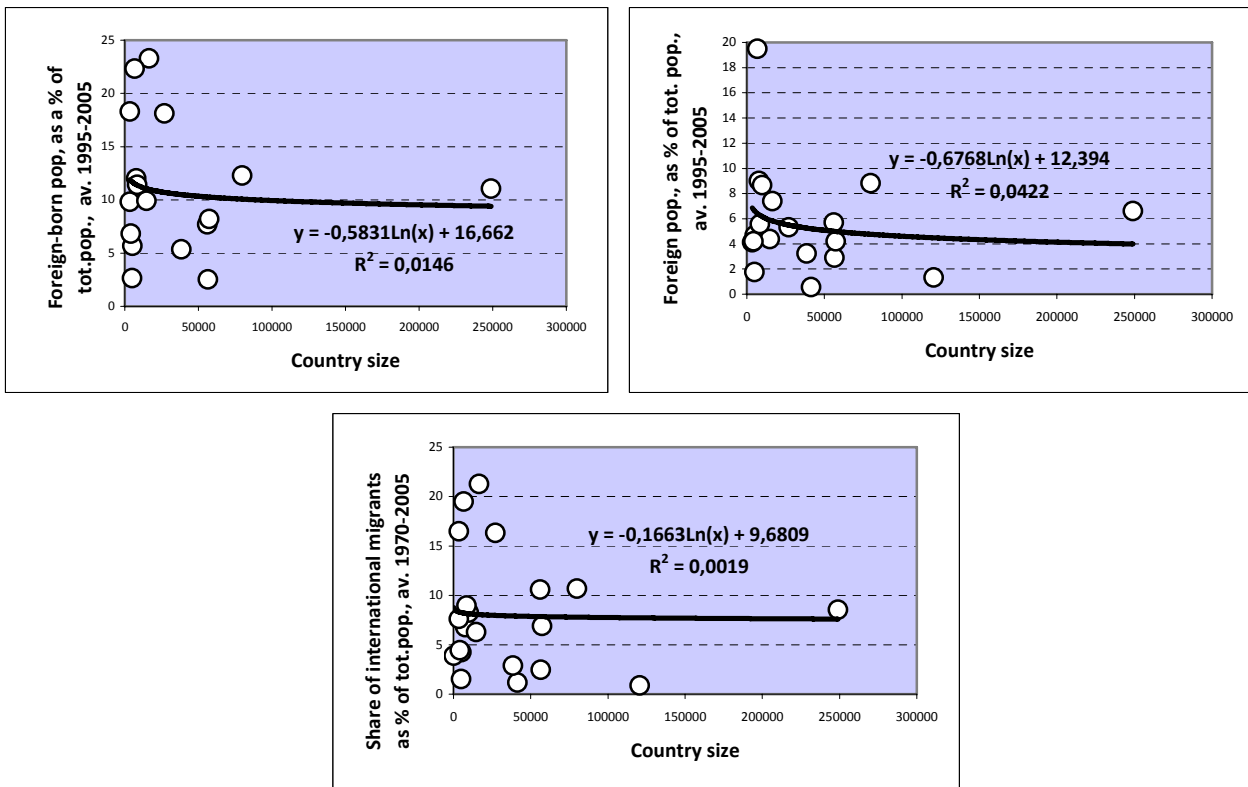 Foreign-born pop, as a % of
tot.pop., av. 1995-2005
25
20
15
10
5
0
y = -0,5831Ln(x) + 16,662
R² = 0,0146
0 50000 100000 150000 200000 250000 300000
Country size
Foreign pop., as % of tot. pop.,
av. 1995-2005
20
18
16
14
12
10
8
6
4
2
0
y = -0,6768Ln(x) + 12,394
R² = 0,0422
0 50000 100000 150000 200000 250000 300000
Country size
Share of international migrants
as % of tot.pop., av. 1970-2005
25
20
15
10
5
0
y = -0,1663Ln(x) + 9,6809
R² = 0,0019
0 50000 100000 150000 200000 250000 300000
Country size